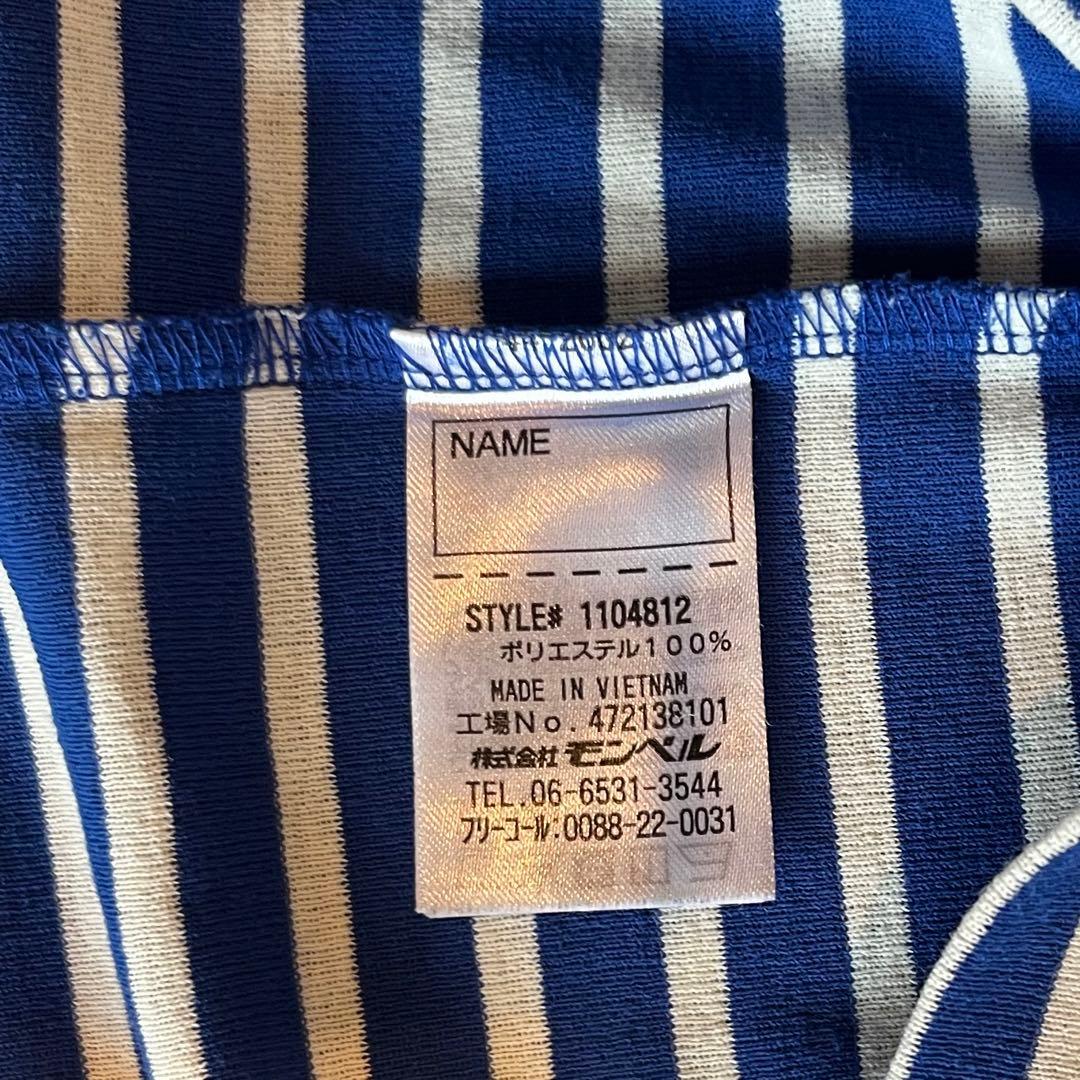 NAME
STYLE# 1104812
ポリエステル100%
MADE IN VIETNAM
工場No. 472138101
株式会社 モンベル
TEL.06-6531-3544
フリーコール:0088-22-0031